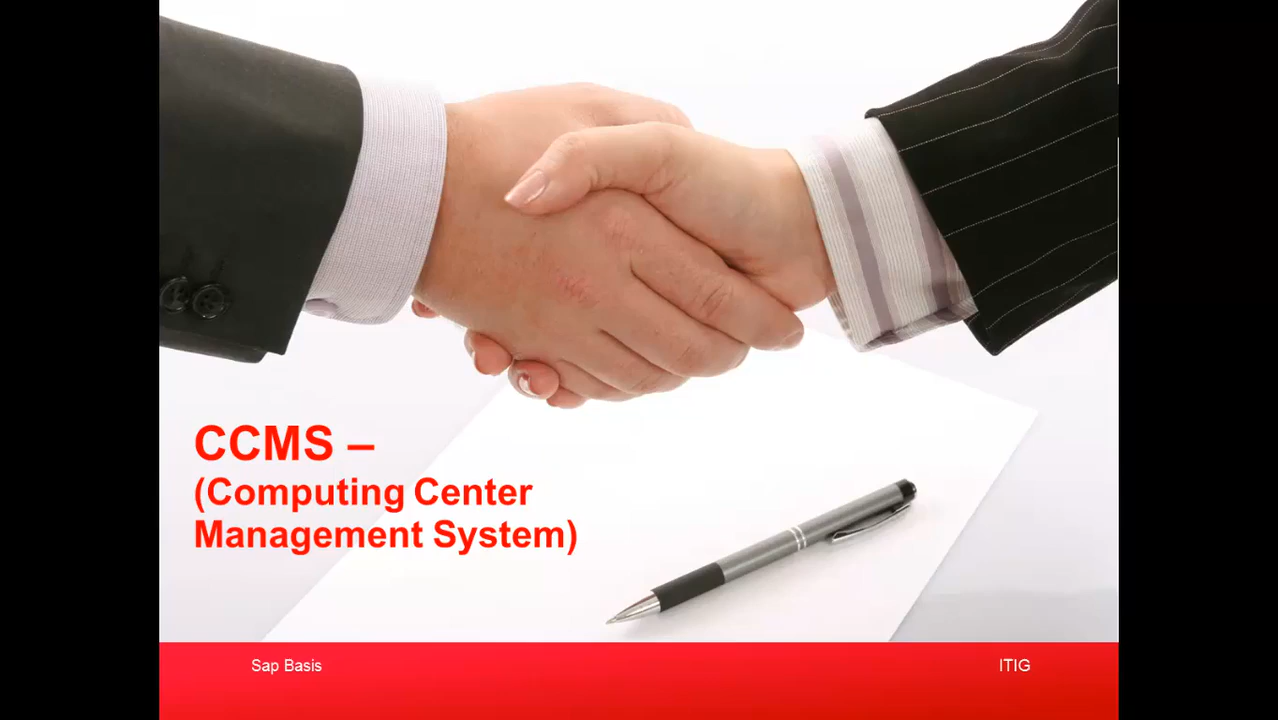 CCMS –
(Computing Center
Management System)
Sap Basis
ITIG